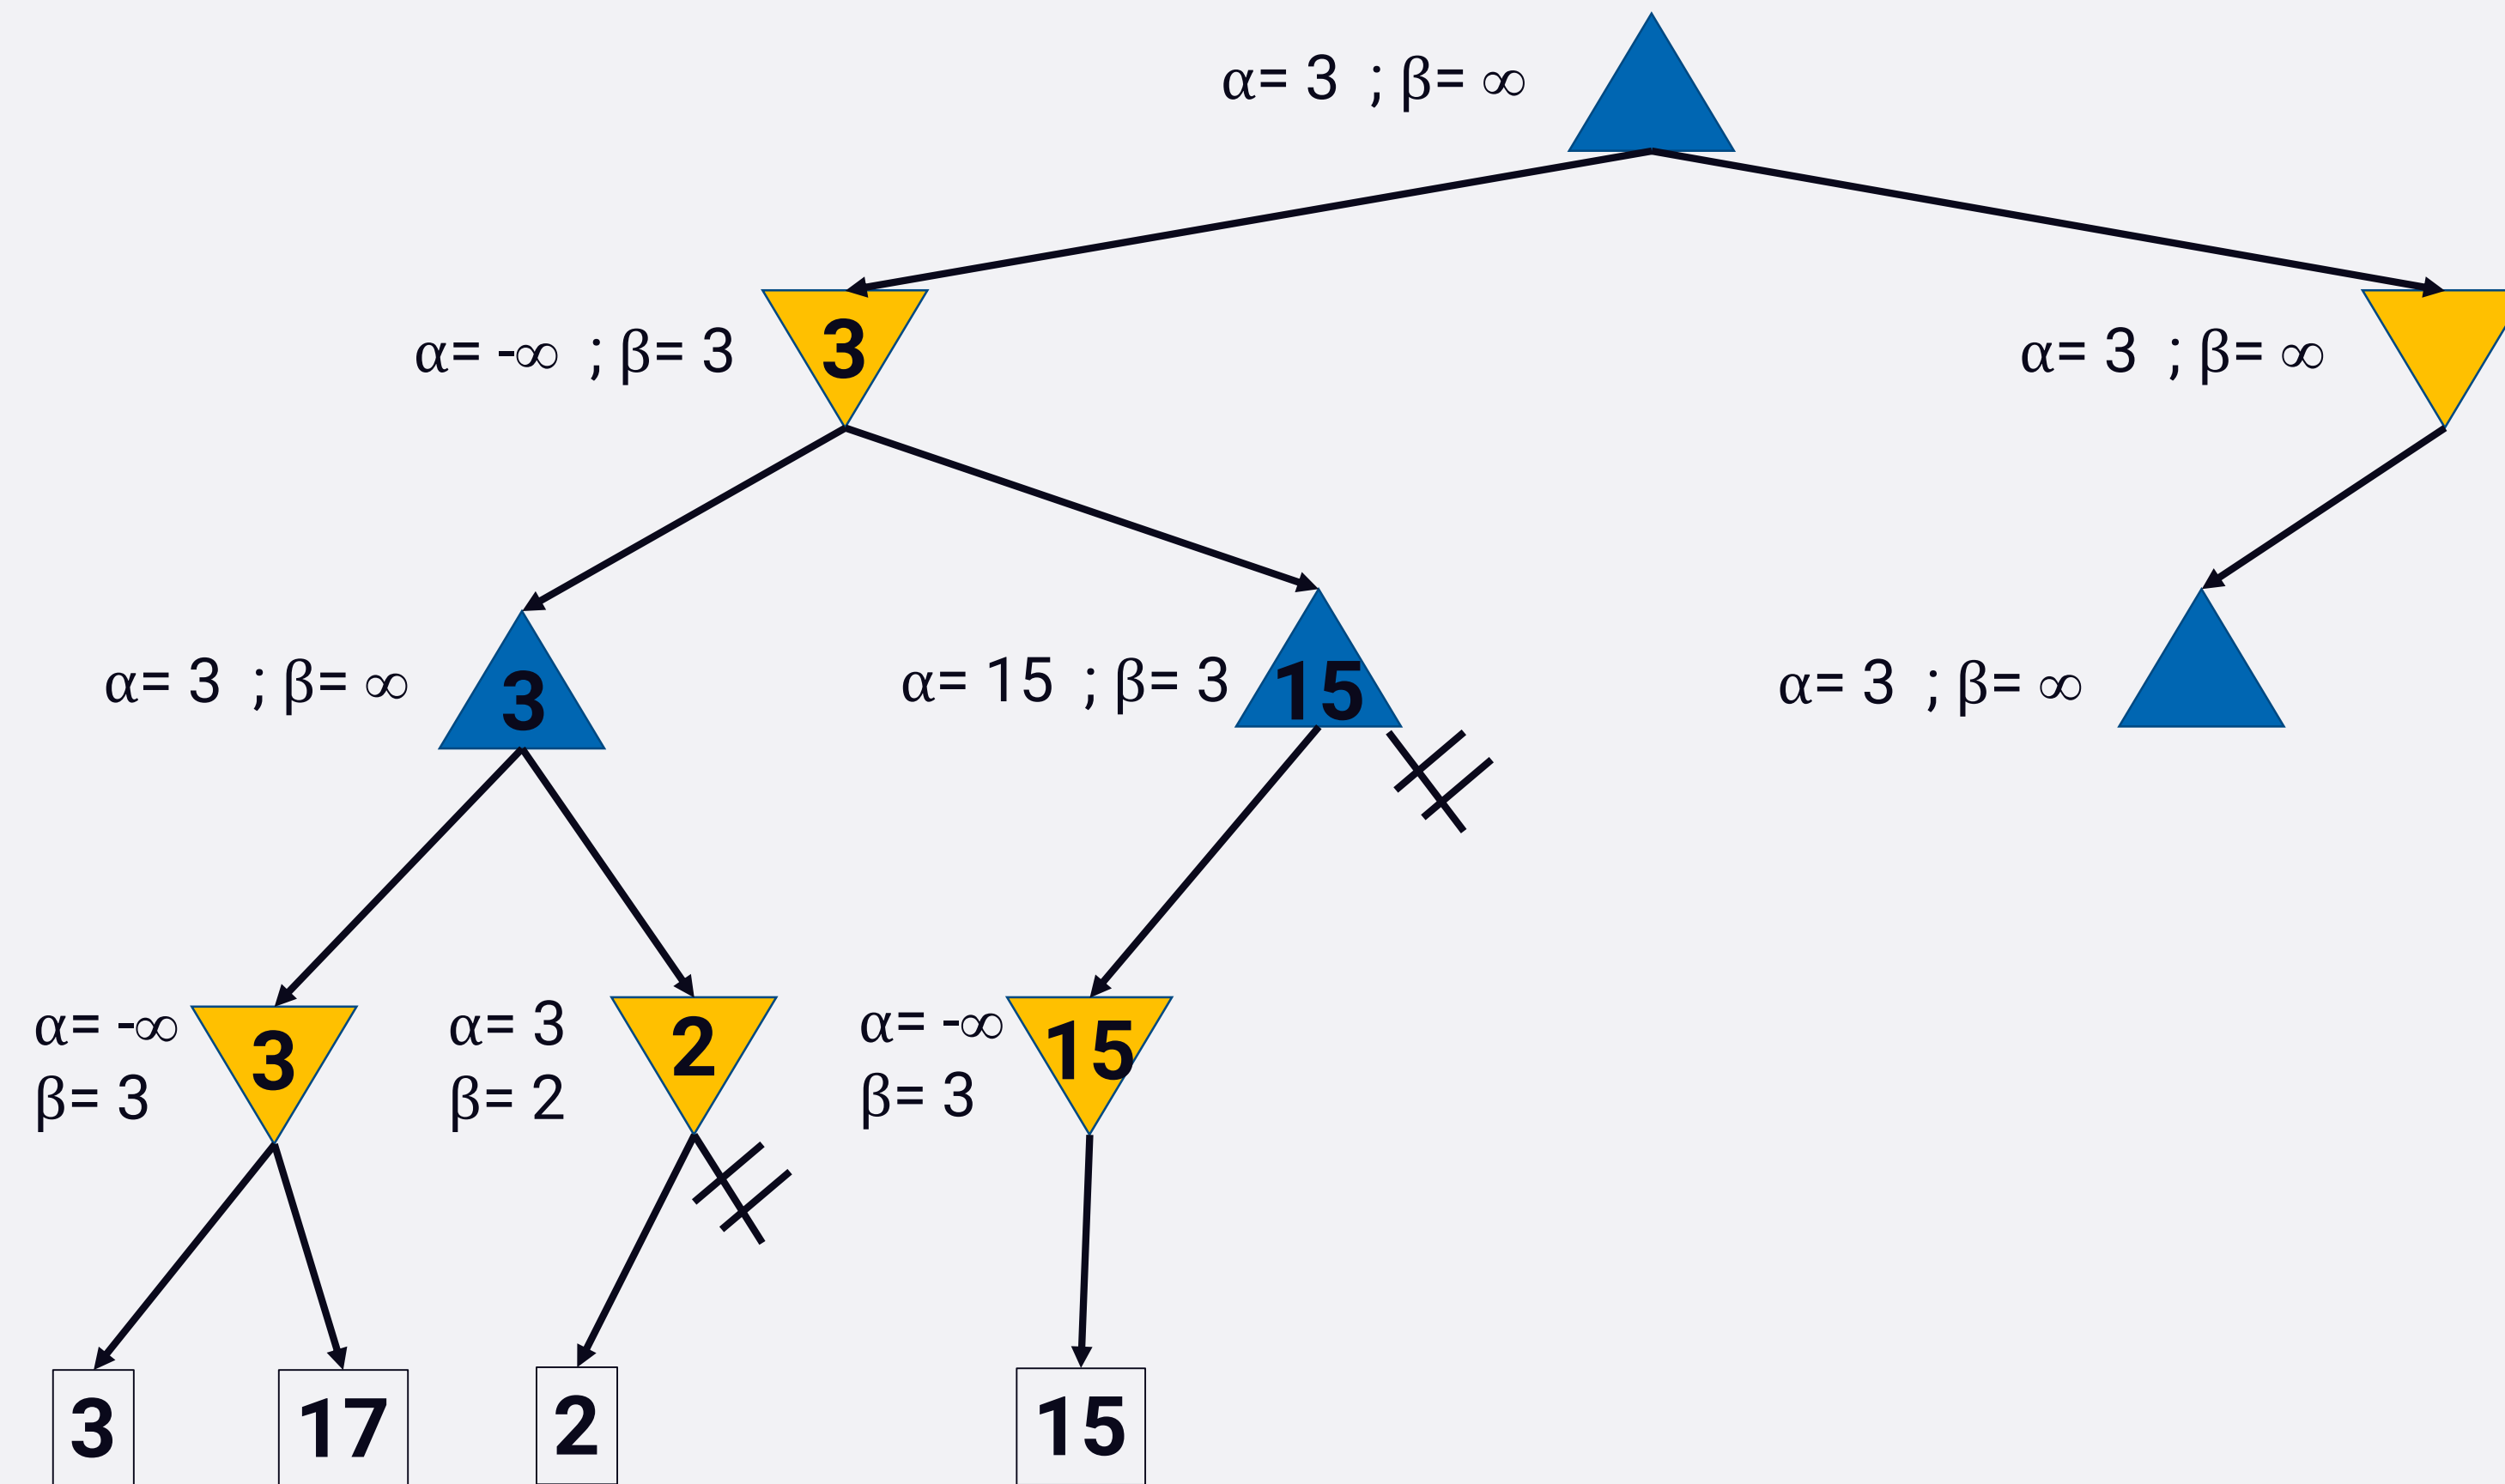 α= 3 ; β= ∞
α= -∞ ; β= 3
3
α= 3 ; β= ∞
α= 3 ; β= ∞
3
α= 15 ; β= 3
15
α= 3 ; β= ∞
α= -∞
β= 3
3
α= 3
β= 2
2
α= -∞
β= 3
15
3
17
2
15